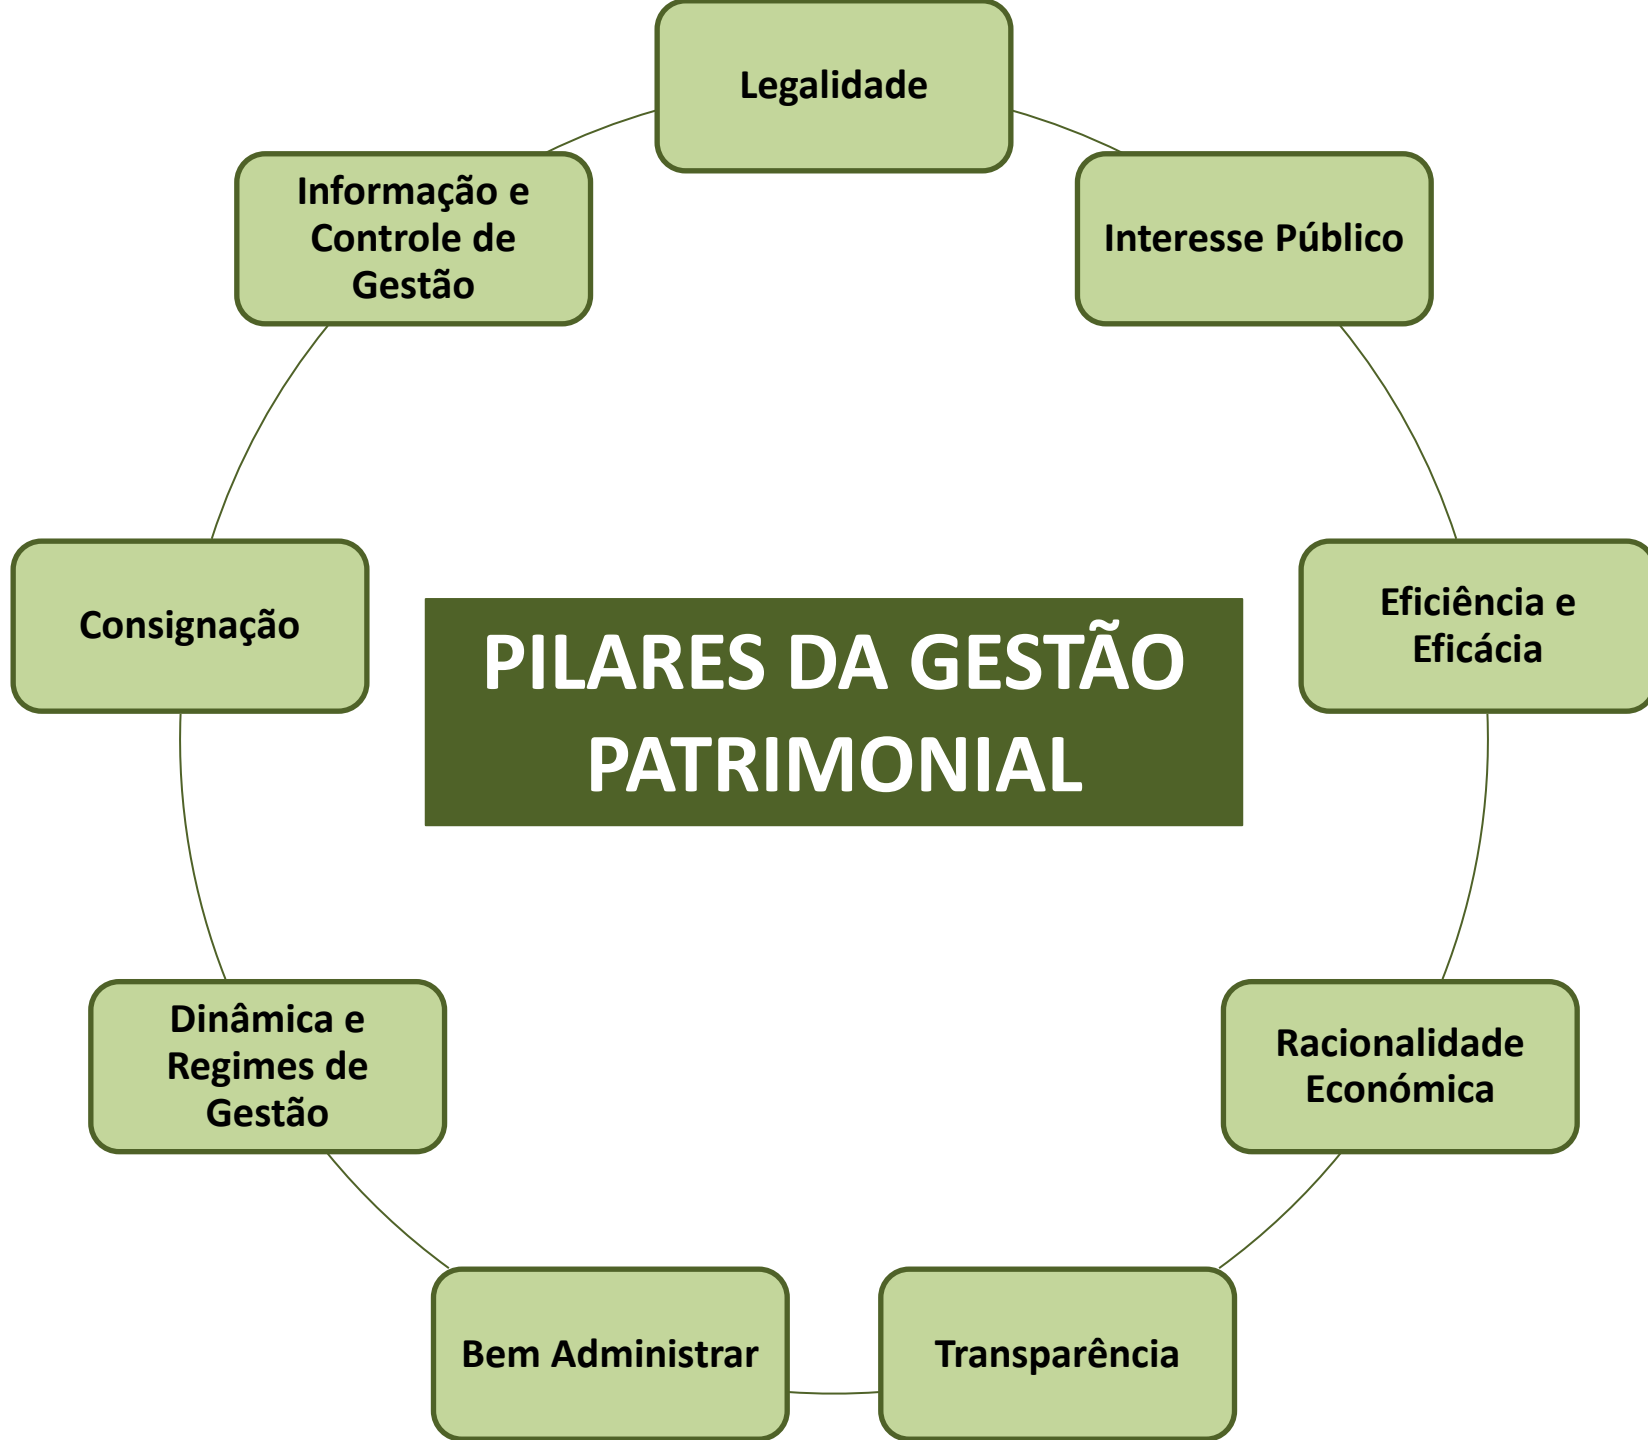 Legalidade
Interesse Público
Eficiência e
Eficácia
Racionalidade
Económica
Transparência
Bem Administrar
Dinâmica e
Regimes de
Gestão
Consignação
Informação e
Controle de
Gestão
PILARES DA GESTÃO
PATRIMONIAL